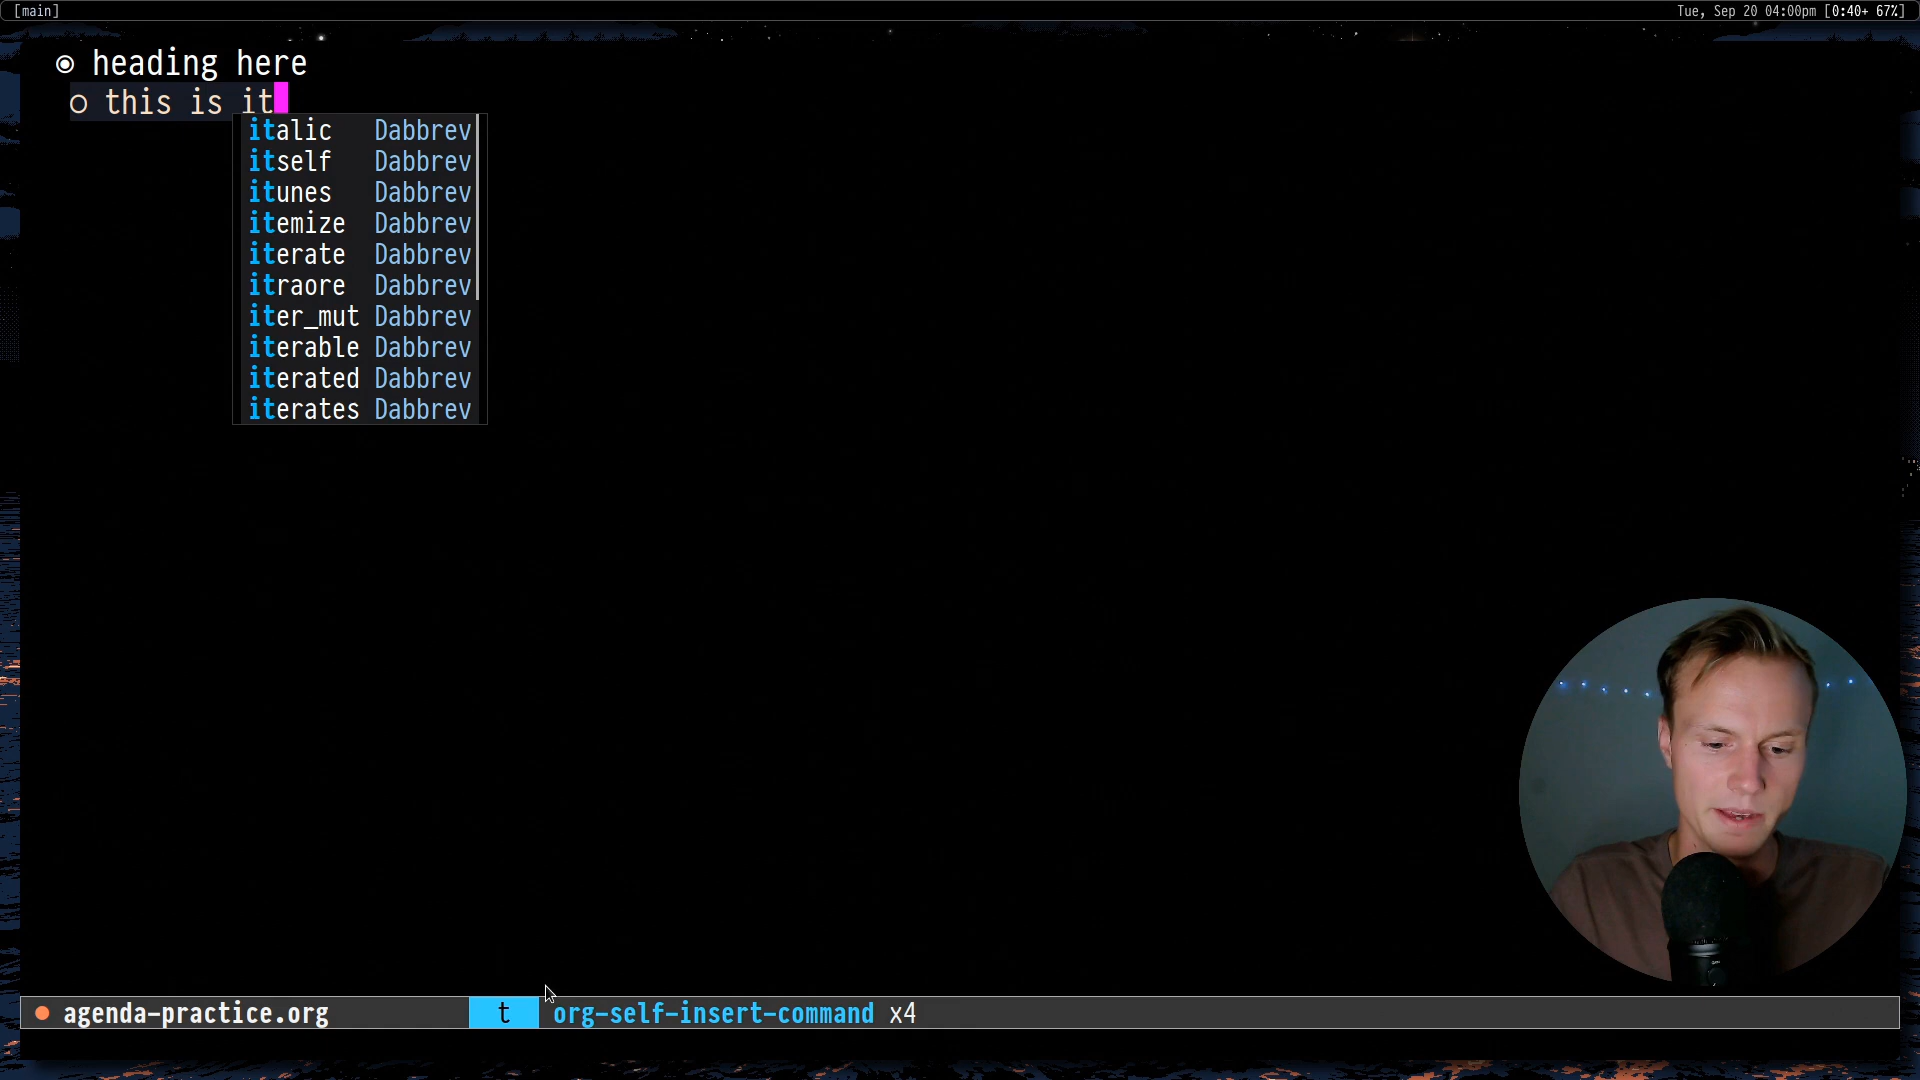 [main]
Tue, Sep 20 04:00pm [0:40+ 67%]
heading here
this is it
italic Dabbrev
itself Dabbrev
itunes Dabbrev
itemize Dabbrev
iterate Dabbrev
itraore Dabbrev
iter_mut Dabbrev
iterable Dabbrev
iterated Dabbrev
iterates Dabbrev
agenda-practice.org t org-self-insert-command x4